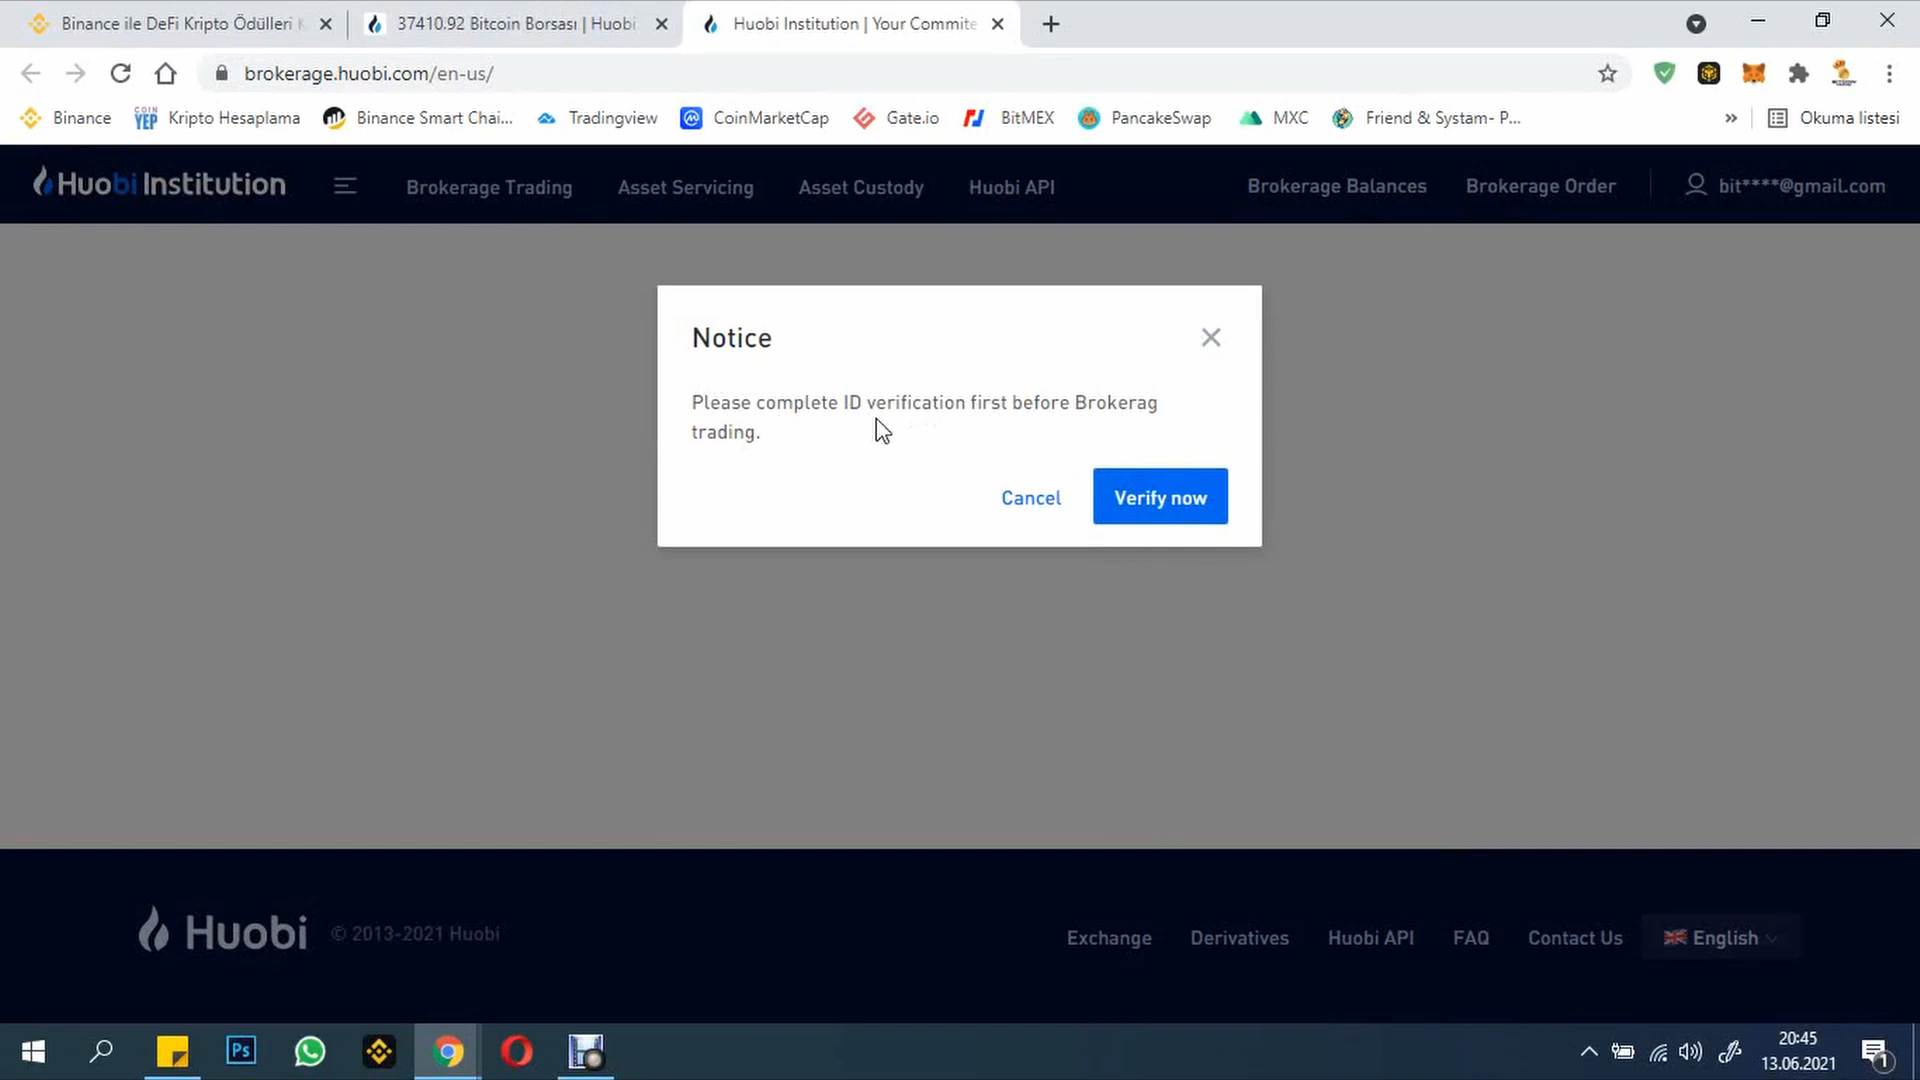 Binance ile DeFi Kripto Ödülleri
37410.92 Bitcoin Borsası | Huobi
Huobi Institution | Your Commite
brokerage.huobi.com/en-us/
Binance
COIN YEP
Kripto Hesaplama
Binance Smart Chai...
Tradingview
CoinMarketCap
Gate.io
BitMEX
PancakeSwap
MXC
Friend & Systam- P...
»
Okuma listesi
Huobi Institution
Brokerage Trading
Asset Servicing
Asset Custody
Huobi API
Brokerage Balances
Brokerage Order
bit****@gmail.com
Notice
Please complete ID verification first before Brokerag
trading.
Cancel
Verify now
Huobi
© 2013-2021 Huobi
Exchange
Derivatives
Huobi API
FAQ
Contact Us
English
Ps
20:45
13.06.2021
1